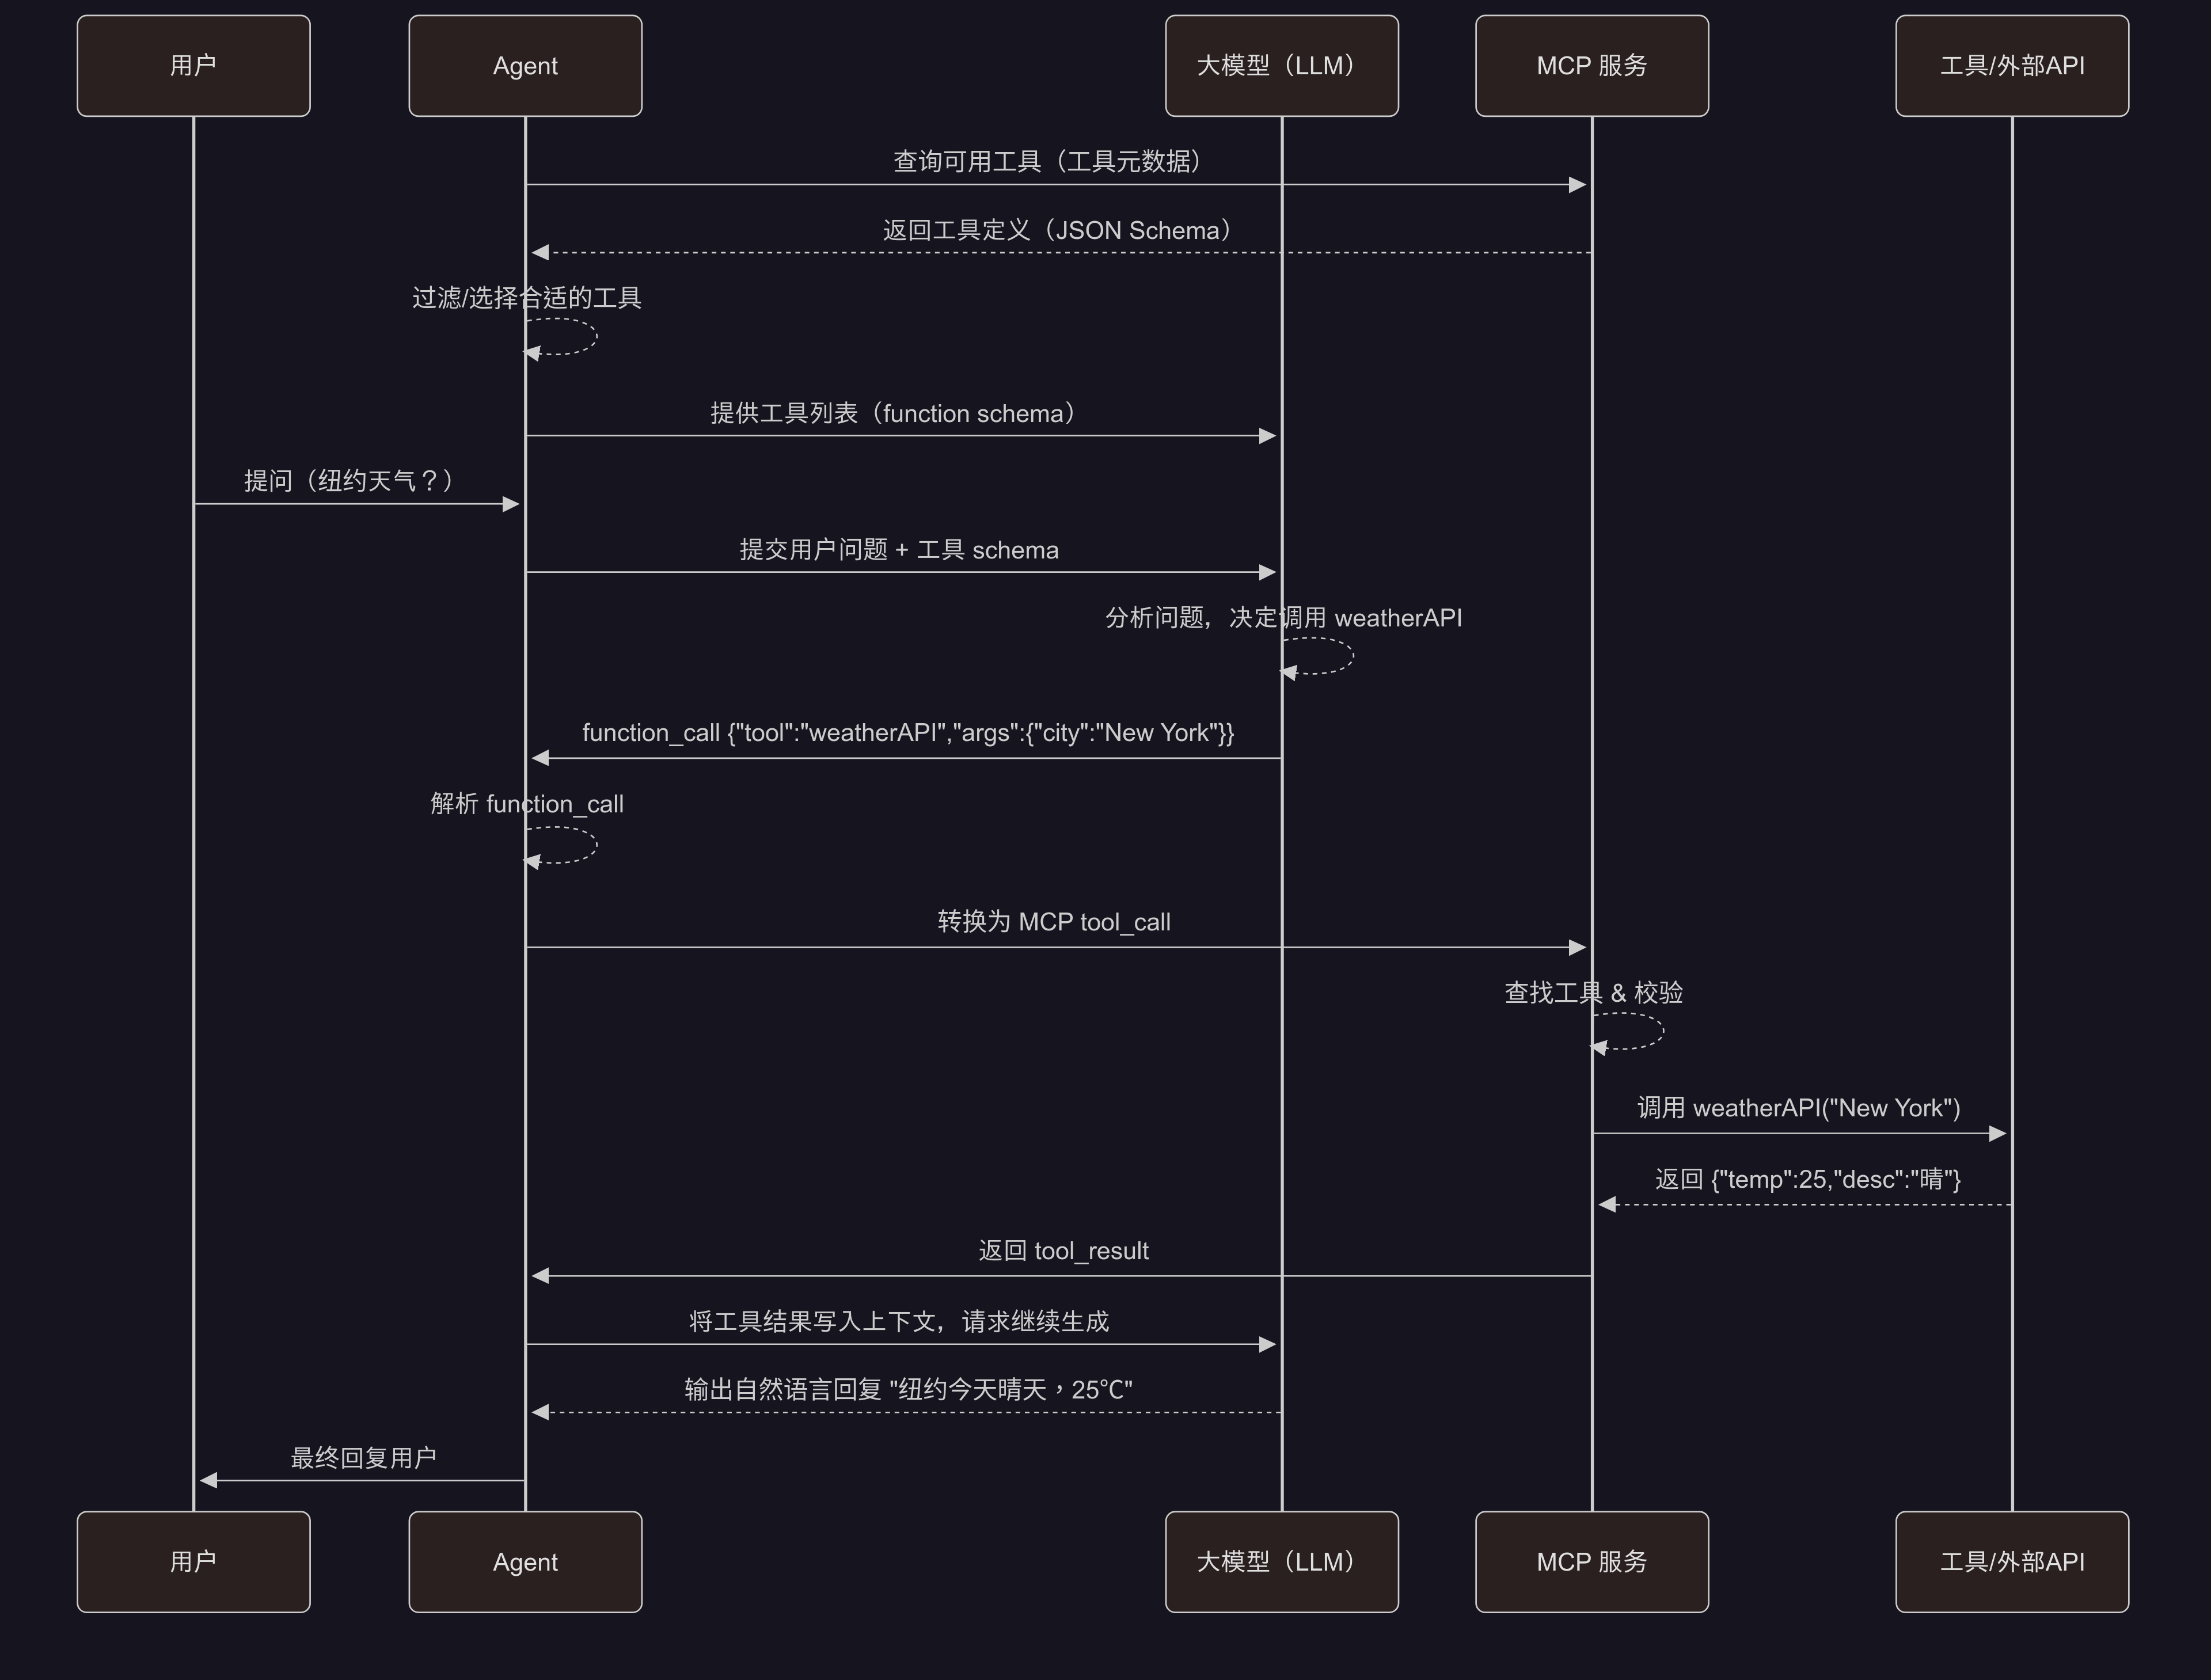 用户
Agent
大模型（LLM）
MCP 服务
工具/外部API
查询可用工具（工具元数据）
返回工具定义（JSON Schema）
过滤/选择合适的工具
提供工具列表（function schema）
提问（纽约天气？）
提交用户问题 + 工具 schema
分析问题，决定调用 weatherAPI
function_call {"tool":"weatherAPI","args":{"city":"New York"}}
解析 function_call
转换为 MCP tool_call
查找工具 & 校验
调用 weatherAPI("New York")
返回 {"temp":25,"desc":"晴"}
返回 tool_result
将工具结果写入上下文，请求继续生成
输出自然语言回复 "纽约今天晴天，25℃"
最终回复用户
用户
Agent
大模型（LLM）
MCP 服务
工具/外部API